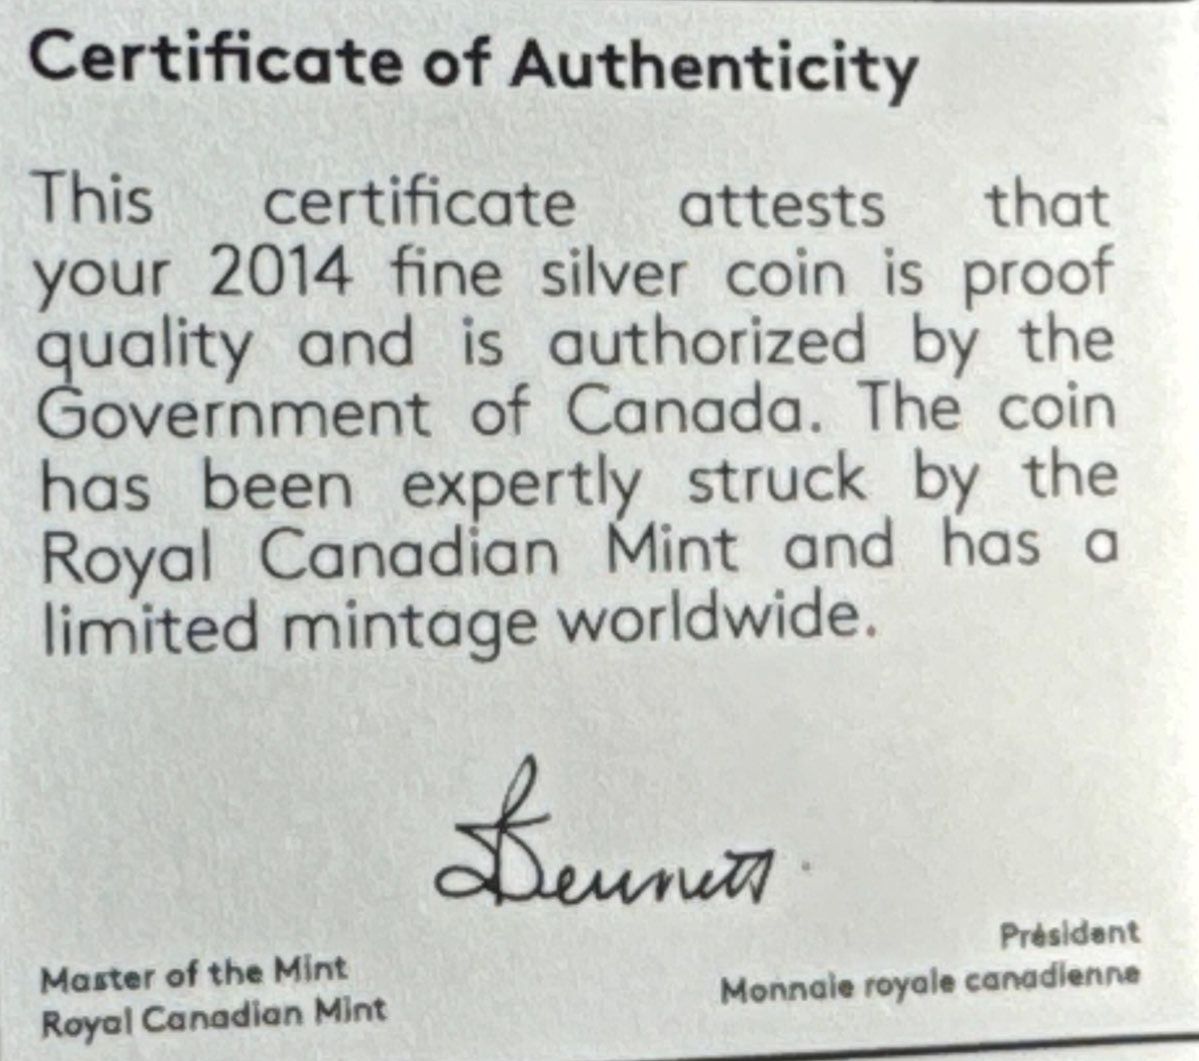 Certificate of Authenticity
This certificate attests that
your 2014 fine silver coin is proof
quality and is authorized by the
Government of Canada. The coin
has been expertly struck by the
Royal Canadian Mint and has a
limited mintage worldwide.
Bennett
Master of the Mint
Royal Canadian Mint
Président
Monnaie royale canadienne